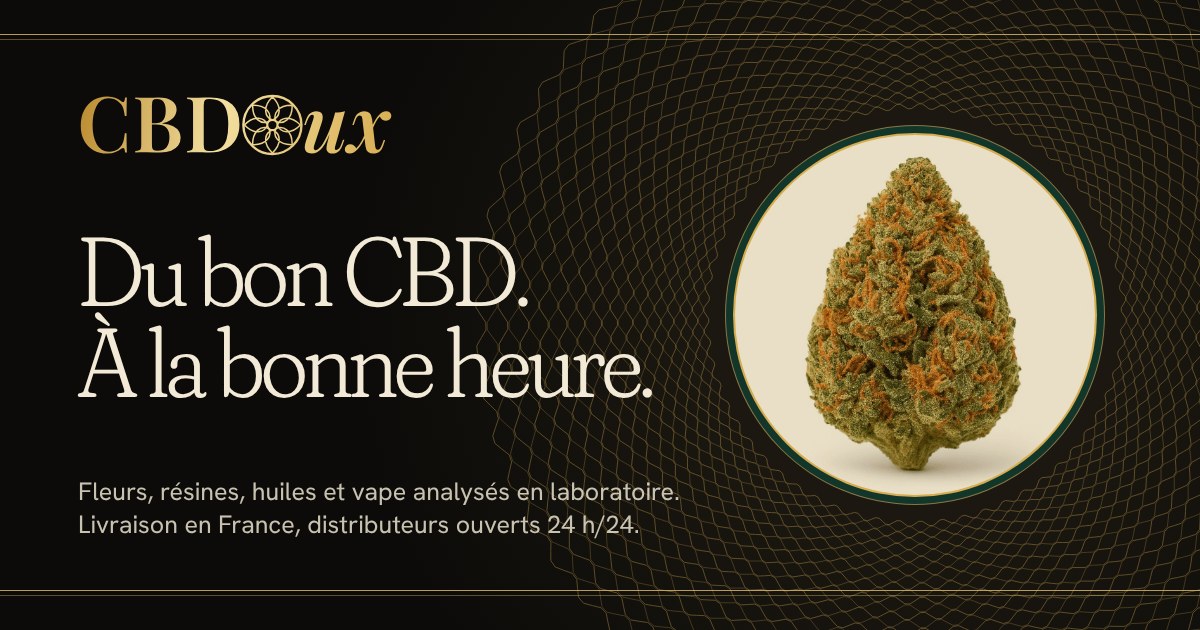 CBDOux
Du bon CBD.
À la bonne heure.
Fleurs, résines, huiles et vape analysés en laboratoire.
Livraison en France, distributeurs ouverts 24 h/24.